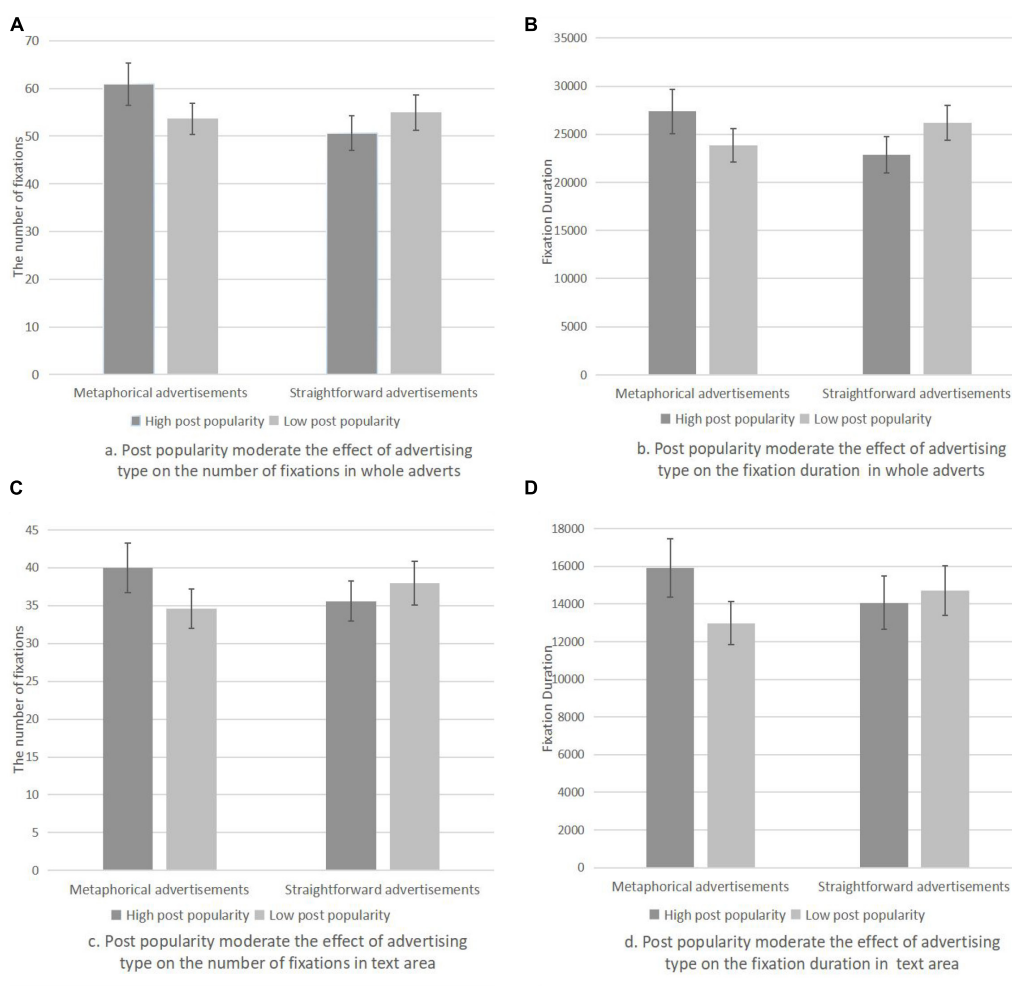 A
70
60
50
40
30
20
10
0
The number of fixations
Metaphorical advertisements Straightforward advertisements
High post popularity Low post popularity
a. Post popularity moderate the effect of advertising
type on the number of fixations in whole adverts
B
35000
30000
25000
20000
15000
10000
5000
0
Fixation Duration
Metaphorical advertisements Straightforward advertisements
High post popularity Low post popularity
b. Post popularity moderate the effect of advertising
type on the fixation duration in whole adverts
C
45
40
35
30
25
20
15
10
5
0
The number of fixations
Metaphorical advertisements Straightforward advertisements
High post popularity Low post popularity
c. Post popularity moderate the effect of advertising
type on the number of fixations in text area
D
18000
16000
14000
12000
10000
8000
6000
4000
2000
0
Fixation Duration
Metaphorical advertisements Straightforward advertisements
High post popularity Low post popularity
d. Post popularity moderate the effect of advertising
type on the fixation duration in text area